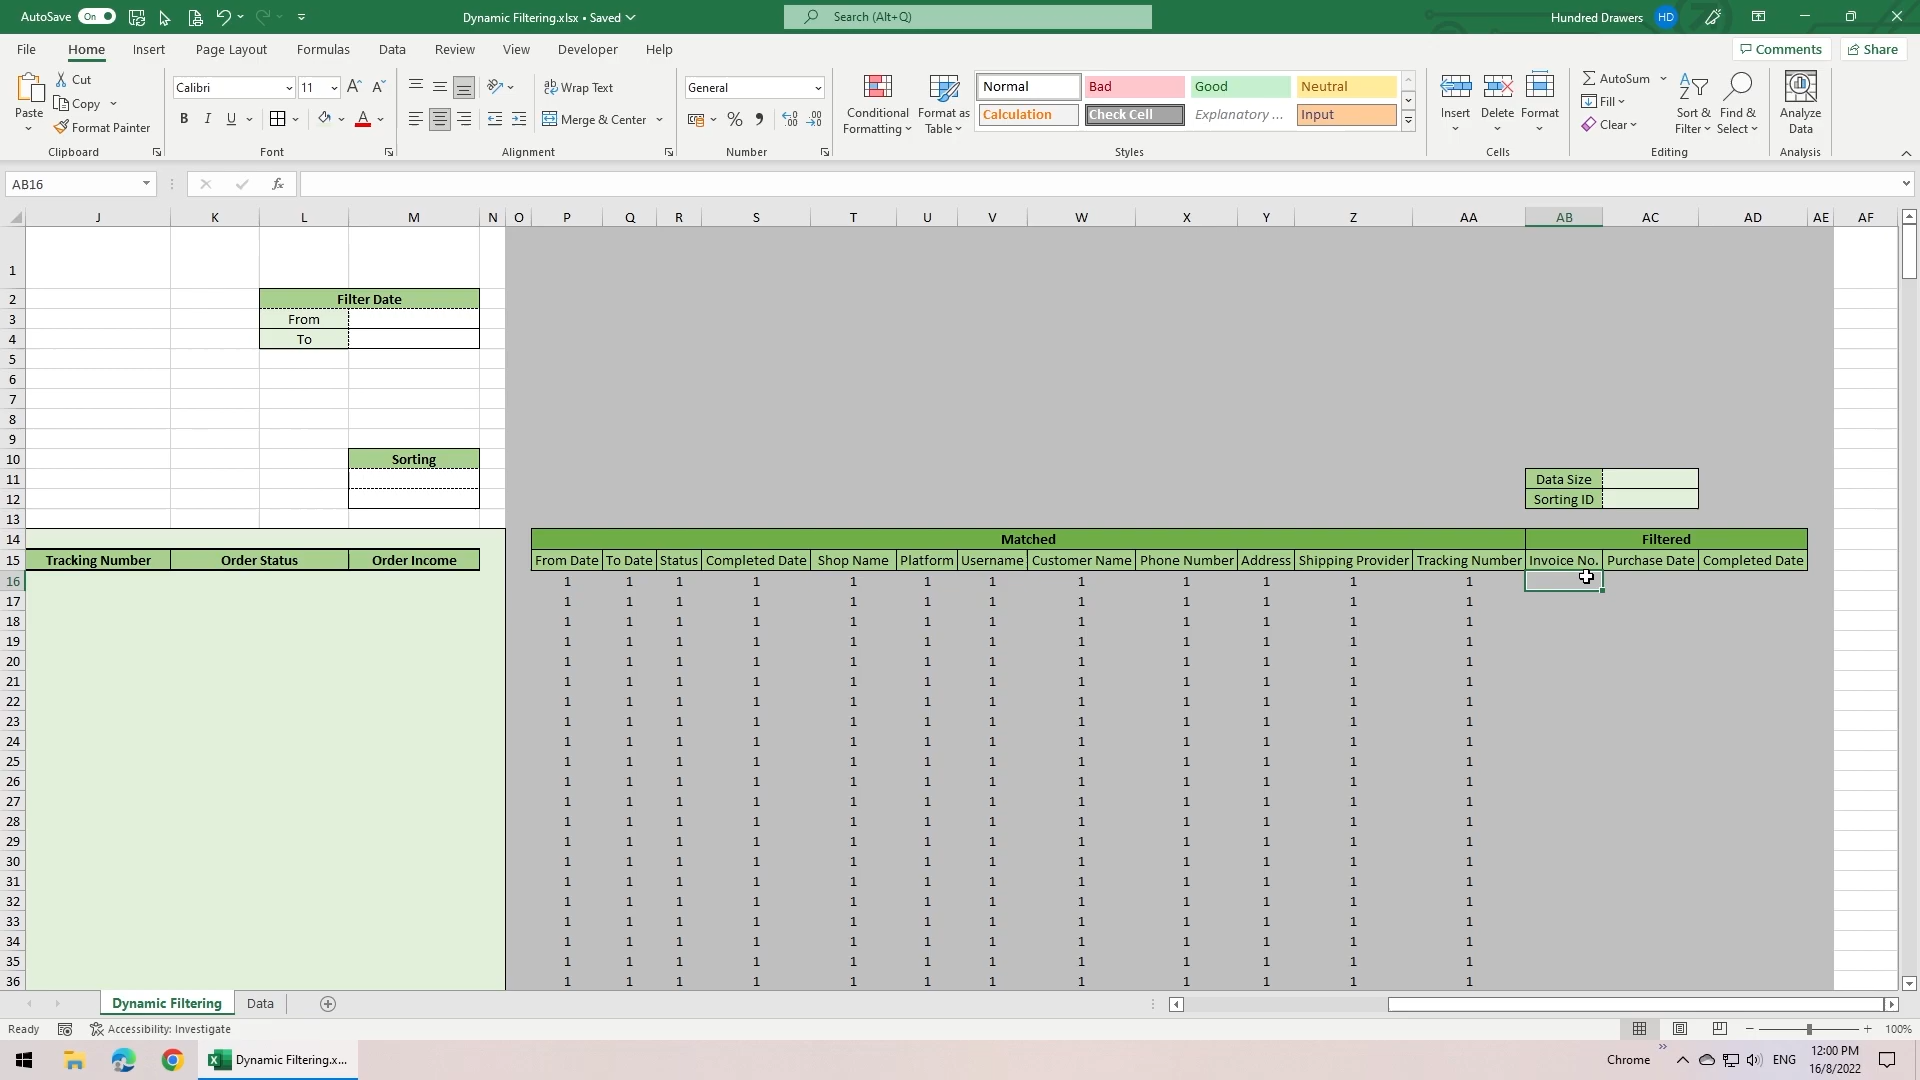 AutoSave On Dynamic Filtering.xlsx • Saved Search (Alt+Q) Hundred Drawers HD
File Home Insert Page Layout Formulas Data Review View Developer Help Comments Share
Paste Cut Copy Format Painter
Calibri 11 B I U A A A
Wrap Text Merge & Center
General % 9
Conditional Formatting Format as Table
Normal Bad Good Neutral
Calculation Check Cell Explanatory ... Input
Insert Delete Format
AutoSum Fill Clear Sort & Filter Find & Select
Analyze Data
Clipboard Font Alignment Number Styles Cells Editing Analysis
AB16 fx
J K L M N O P Q R S T U V W X Y Z AA AB AC AD AE AF
1
2 Filter Date
3 From
4 To
5
6
7
8
9
10 Sorting
11 Data Size
12 Sorting ID
13
14 Matched Filtered
15 Tracking Number Order Status Order Income From Date To Date Status Completed Date Shop Name Platform Username Customer Name Phone Number Address Shipping Provider Tracking Number Invoice No. Purchase Date Completed Date
16 1 1 1 1 1 1 1 1 1 1 1 1
17 1 1 1 1 1 1 1 1 1 1 1 1
18 1 1 1 1 1 1 1 1 1 1 1 1
19 1 1 1 1 1 1 1 1 1 1 1 1
20 1 1 1 1 1 1 1 1 1 1 1 1
21 1 1 1 1 1 1 1 1 1 1 1 1
22 1 1 1 1 1 1 1 1 1 1 1 1
23 1 1 1 1 1 1 1 1 1 1 1 1
24 1 1 1 1 1 1 1 1 1 1 1 1
25 1 1 1 1 1 1 1 1 1 1 1 1
26 1 1 1 1 1 1 1 1 1 1 1 1
27 1 1 1 1 1 1 1 1 1 1 1 1
28 1 1 1 1 1 1 1 1 1 1 1 1
29 1 1 1 1 1 1 1 1 1 1 1 1
30 1 1 1 1 1 1 1 1 1 1 1 1
31 1 1 1 1 1 1 1 1 1 1 1 1
32 1 1 1 1 1 1 1 1 1 1 1 1
33 1 1 1 1 1 1 1 1 1 1 1 1
34 1 1 1 1 1 1 1 1 1 1 1 1
35 1 1 1 1 1 1 1 1 1 1 1 1
36 1 1 1 1 1 1 1 1 1 1 1 1
Dynamic Filtering Data
Ready Accessibility: Investigate 100%
Dynamic Filtering.x... Chrome ENG 12:00 PM
16/8/2022